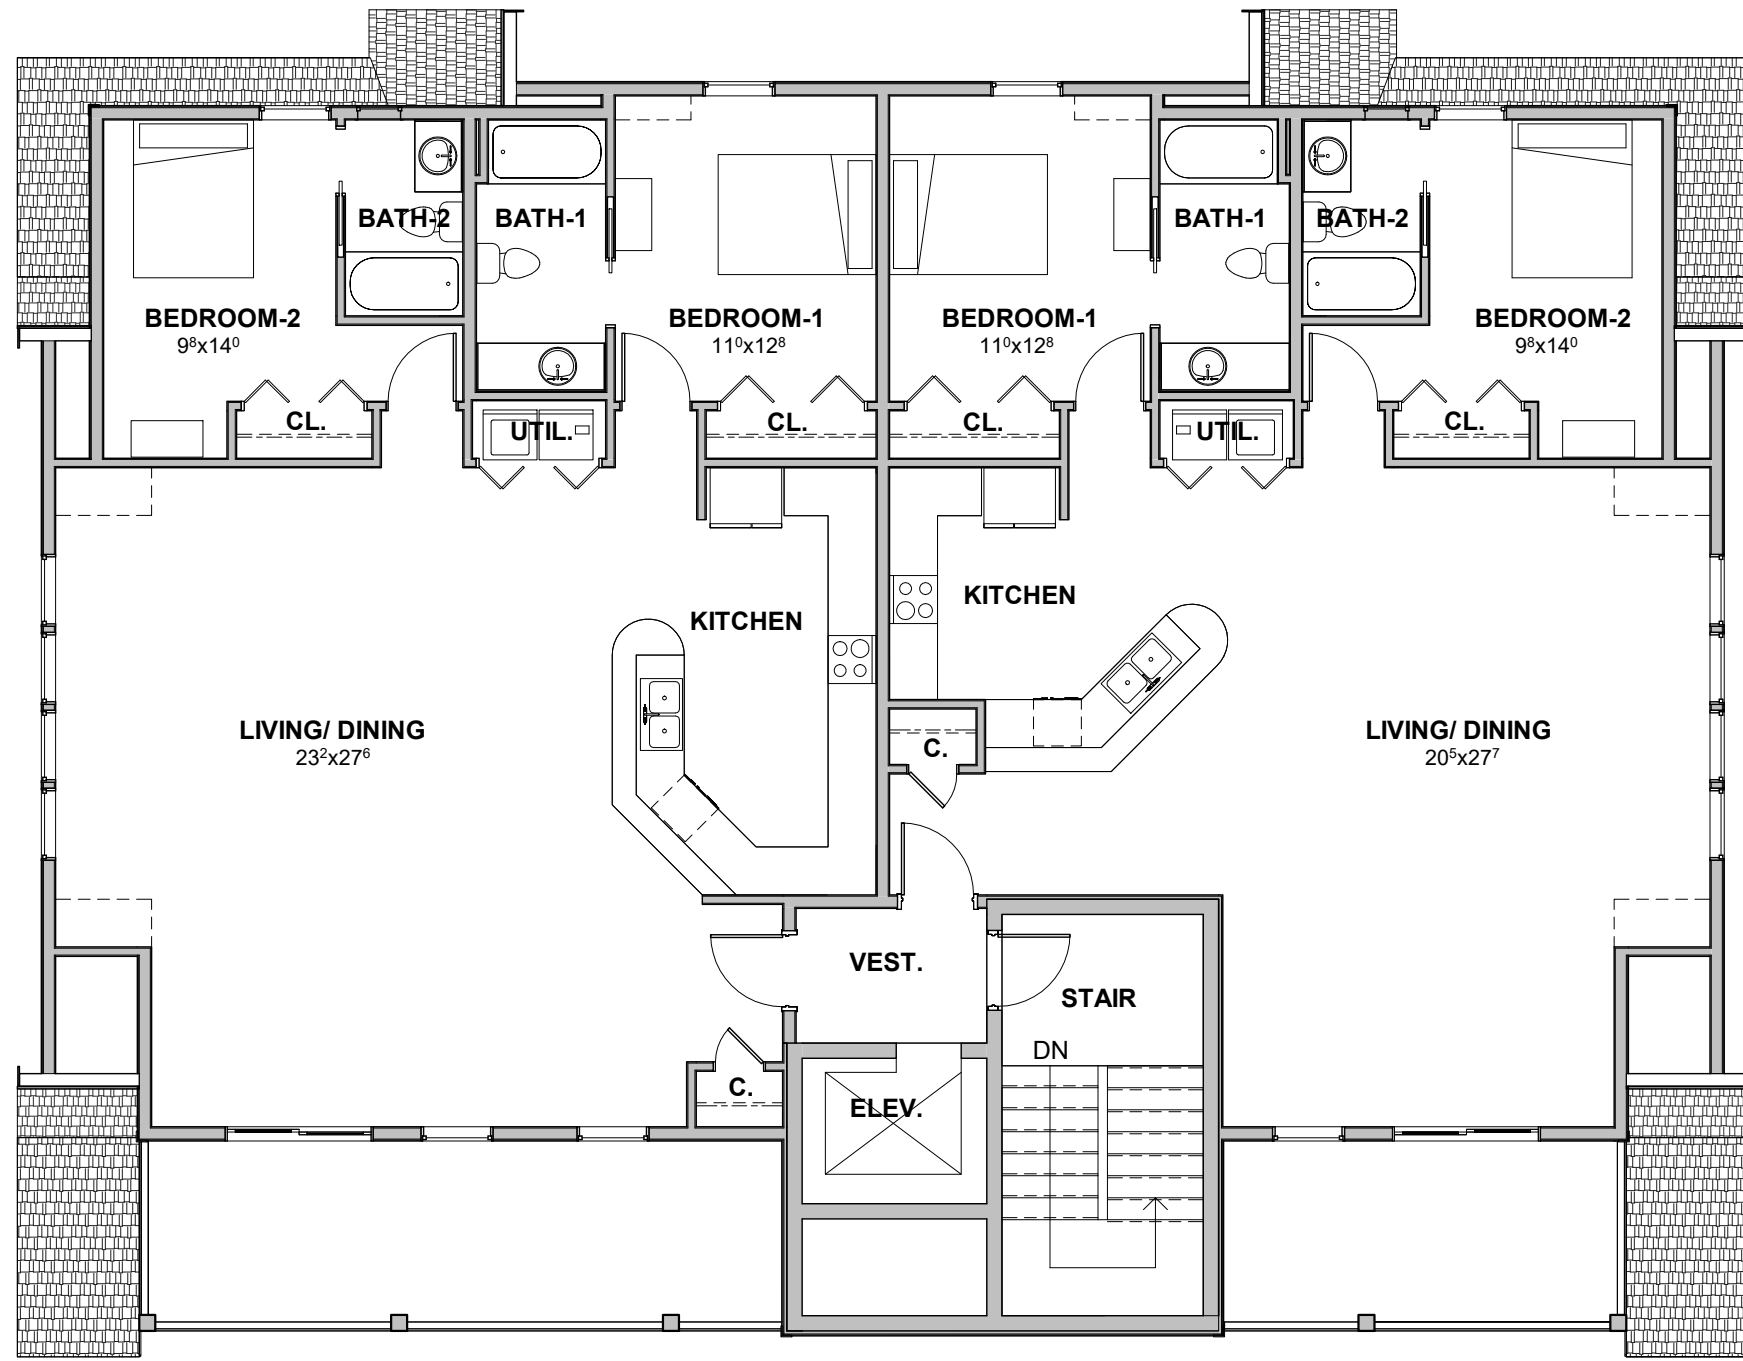 BATH-2
BATH-1
BATH-1
BATH-2
BEDROOM-2
9⁸x14⁰
BEDROOM-1
11⁰x12⁸
BEDROOM-1
11⁰x12⁸
BEDROOM-2
9⁸x14⁰
CL.
UTIL.
CL.
CL.
UTIL.
CL.
KITCHEN
KITCHEN
LIVING/ DINING
23²x27⁶
C.
LIVING/ DINING
20⁵x27⁷
VEST.
STAIR
DN
C.
ELEV.